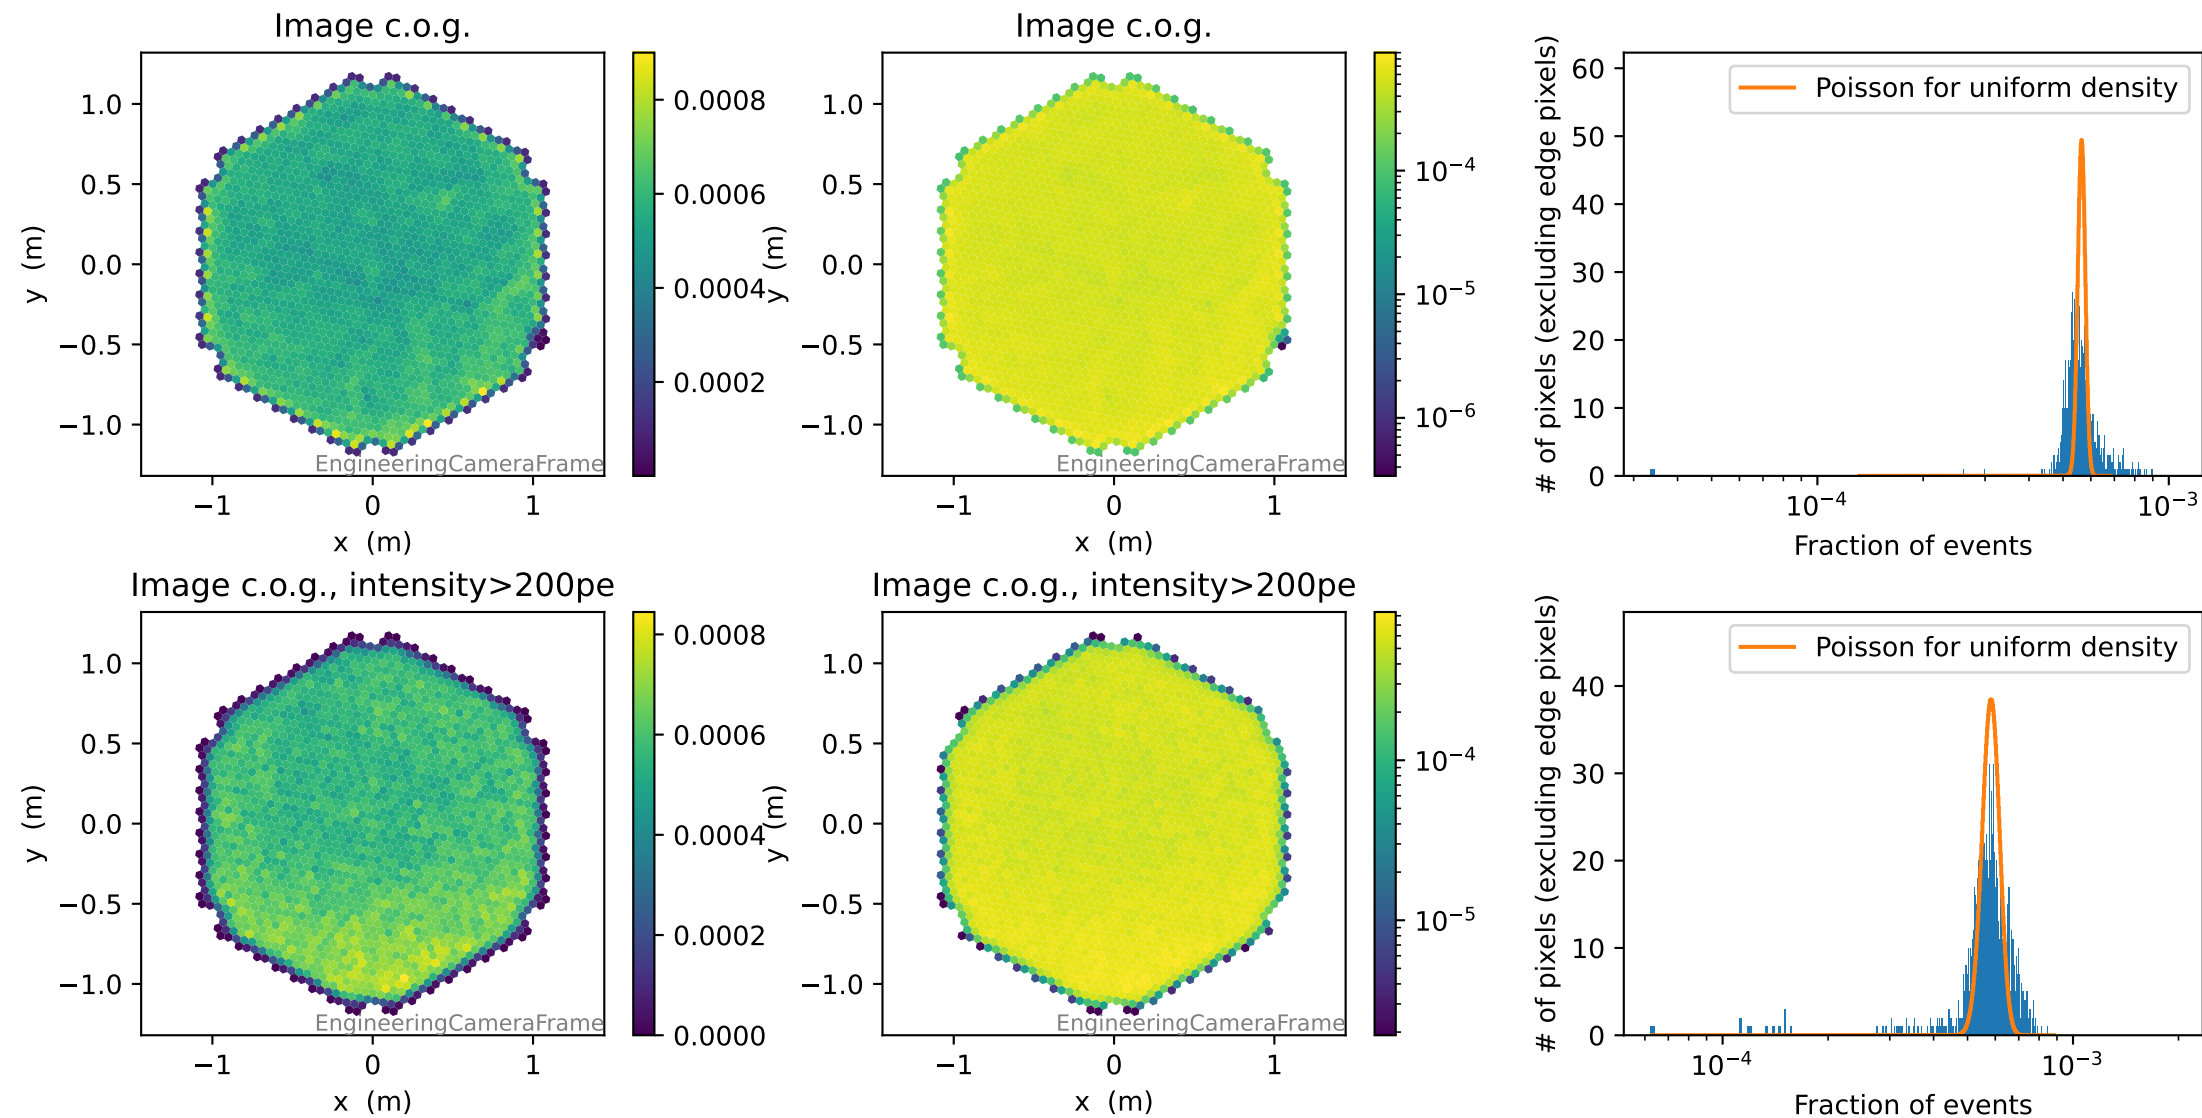 Image c.o.g.
y (m)
1.0
0.5
0.0
−0.5
−1.0
EngineeringCameraFrame
−1 0 1
x (m)
0.0008
0.0006
0.0004
0.0002
Image c.o.g.
y (m)
1.0
0.5
0.0
−0.5
−1.0
EngineeringCameraFrame
−1 0 1
x (m)
10−4
10−5
10−6
# of pixels (excluding edge pixels)
60
50
40
30
20
10
0
Poisson for uniform density
10−4 10−3
Fraction of events
Image c.o.g., intensity>200pe
y (m)
1.0
0.5
0.0
−0.5
−1.0
EngineeringCameraFrame
−1 0 1
x (m)
0.0008
0.0006
0.0004
0.0002
0.0000
Image c.o.g., intensity>200pe
y (m)
1.0
0.5
0.0
−0.5
−1.0
EngineeringCameraFrame
−1 0 1
x (m)
10−4
10−5
# of pixels (excluding edge pixels)
40
30
20
10
0
Poisson for uniform density
10−4 10−3
Fraction of events